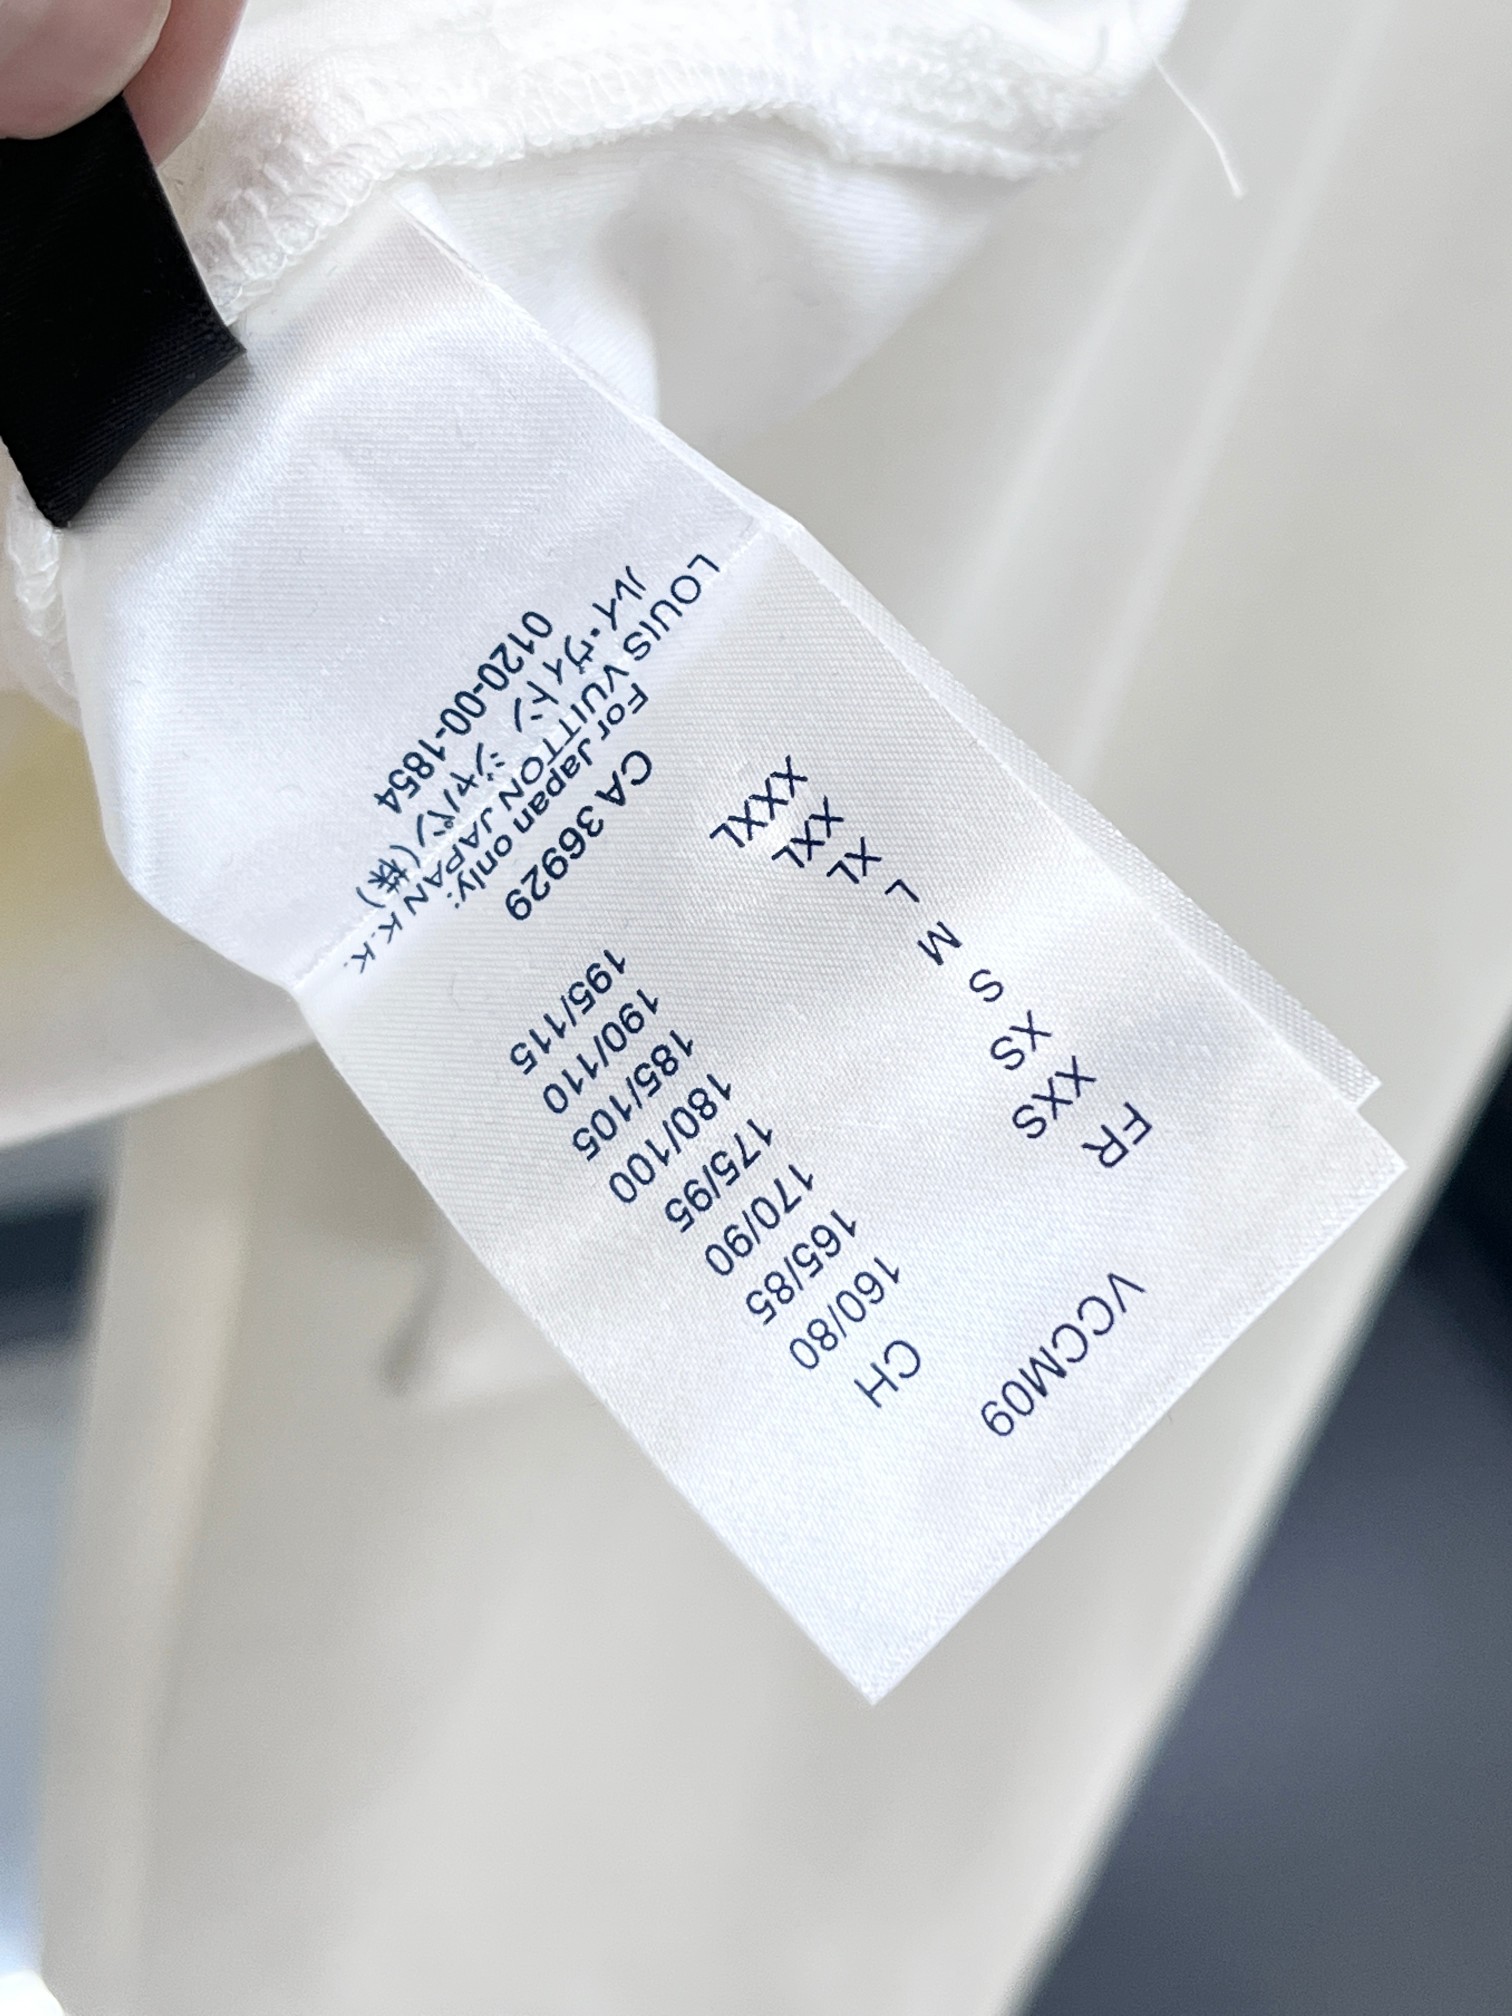 VCCM09
FR CH
XXS 160/80
XS 165/85
S 170/90
M 175/95
L 180/100
XL 185/105
XXL 190/110
XXXL 195/115
CA 36929
For Japan only:
LOUIS VUITTON JAPAN K.K.
ルイ・ヴィトン ジャパン(株)
0120-00-1854